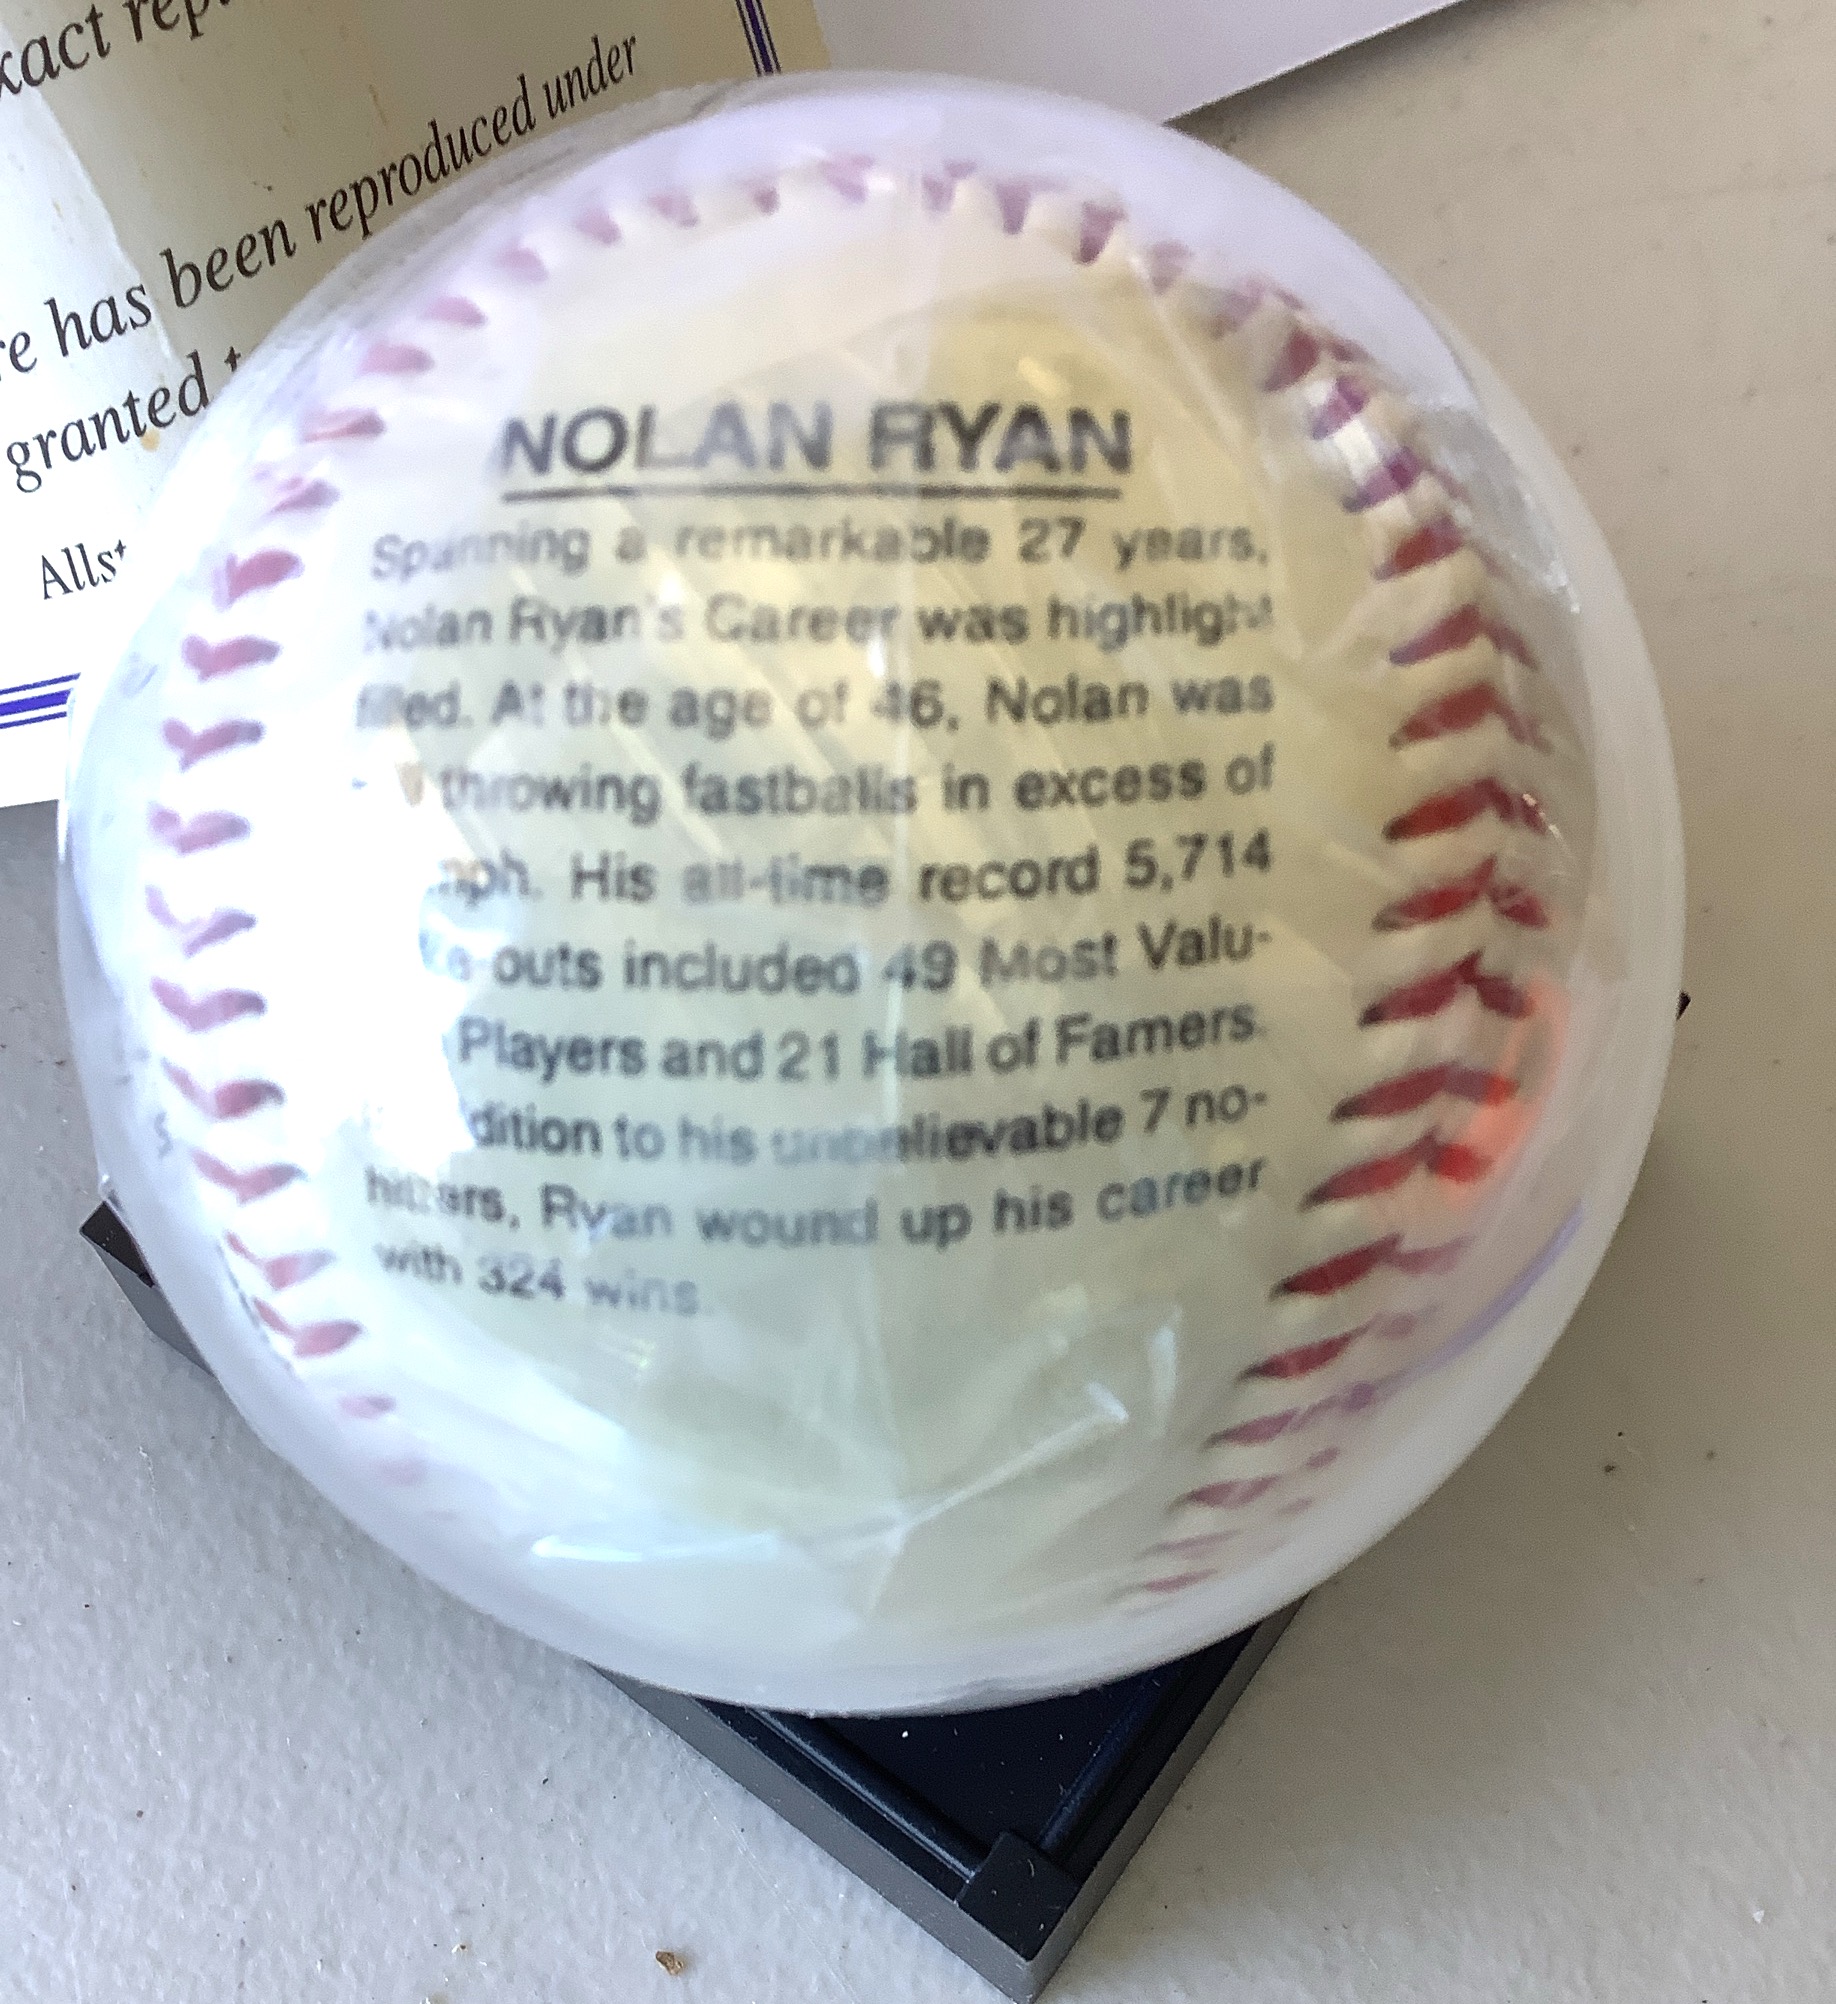 has been reproduced under
granted
NOLAN RYAN
Spanning a remarkable 27 years,
Nolan Ryan's Career was highlight
filled. At the age of 46, Nolan was
throwing fastballs in excess of
mph. His all-time record 5,714
outs included 49 Most Valu-
Players and 21 Hall of Famers.
dition to his unbelievable 7 no-
hitters, Ryan wound up his career
with 324 wins.